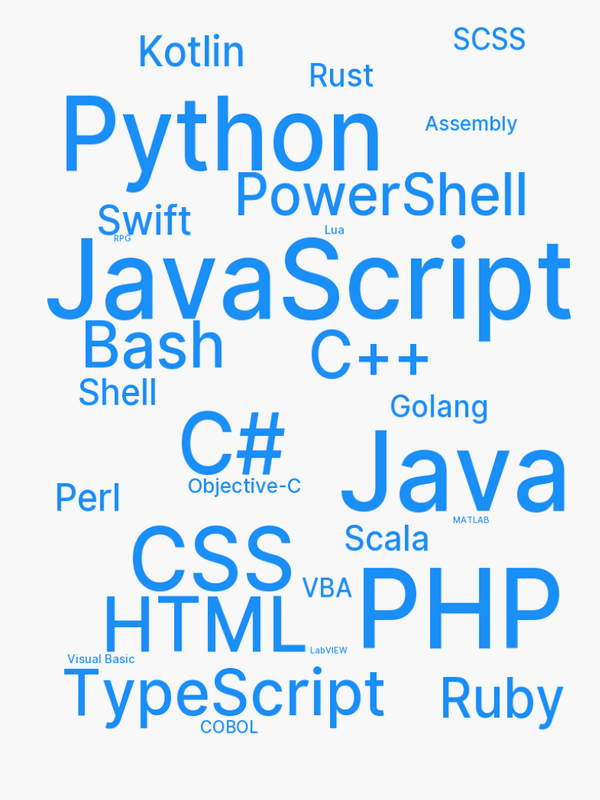 SCSS
Kotlin
Rust
Python
Assembly
PowerShell
Swift
Lua
RPG
JavaScript
Bash
C++
Shell
Golang
C#
Java
Objective-C
Perl
MATLAB
Scala
CSS
VBA
PHP
HTML
LabVIEW
Visual Basic
TypeScript
Ruby
COBOL